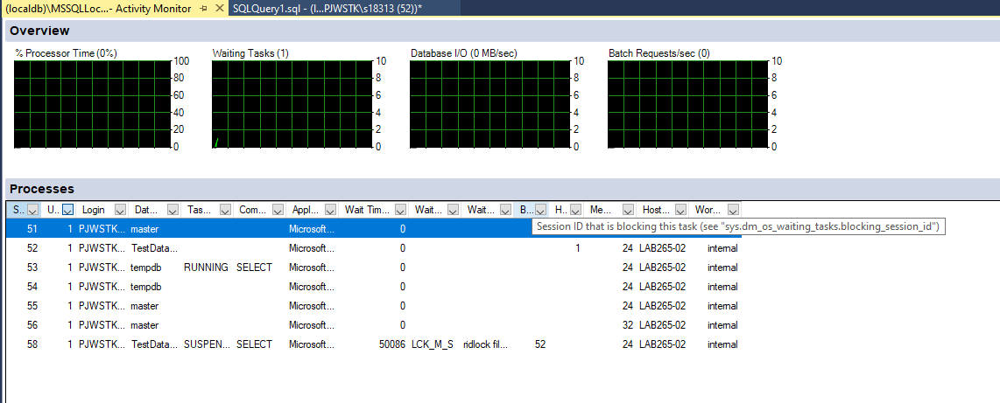 (localdb)\MSSQLLoc...- Activity Monitor SQLQuery1.sql - (l...PJWSTK\s18313 (52))*
Overview
% Processor Time (0%) Waiting Tasks (1) Database I/O (0 MB/sec) Batch Requests/sec (0)
100 10 10 10
80 8 8 8
60 6 6 6
40 4 4 4
20 2 2 2
0 0 0 0
Processes
S.. U.. Login Dat... Tas... Com... Appl... Wait Tim... Wait... Wait... B... H.. Me... Host... Wor...
51 1 PJWSTK... master Microsoft... 0
Session ID that is blocking this task (see "sys.dm_os_waiting_tasks.blocking_session_id")
52 1 PJWSTK... TestData... Microsoft... 0 1 24 LAB265-02 internal
53 1 PJWSTK... tempdb RUNNING SELECT Microsoft... 0 24 LAB265-02 internal
54 1 PJWSTK... tempdb Microsoft... 0 24 LAB265-02 internal
55 1 PJWSTK... master Microsoft... 0 24 LAB265-02 internal
56 1 PJWSTK... master Microsoft... 0 32 LAB265-02 internal
58 1 PJWSTK... TestData... SUSPEN... SELECT Microsoft... 50086 LCK_M_S ridlock fil... 52 24 LAB265-02 internal